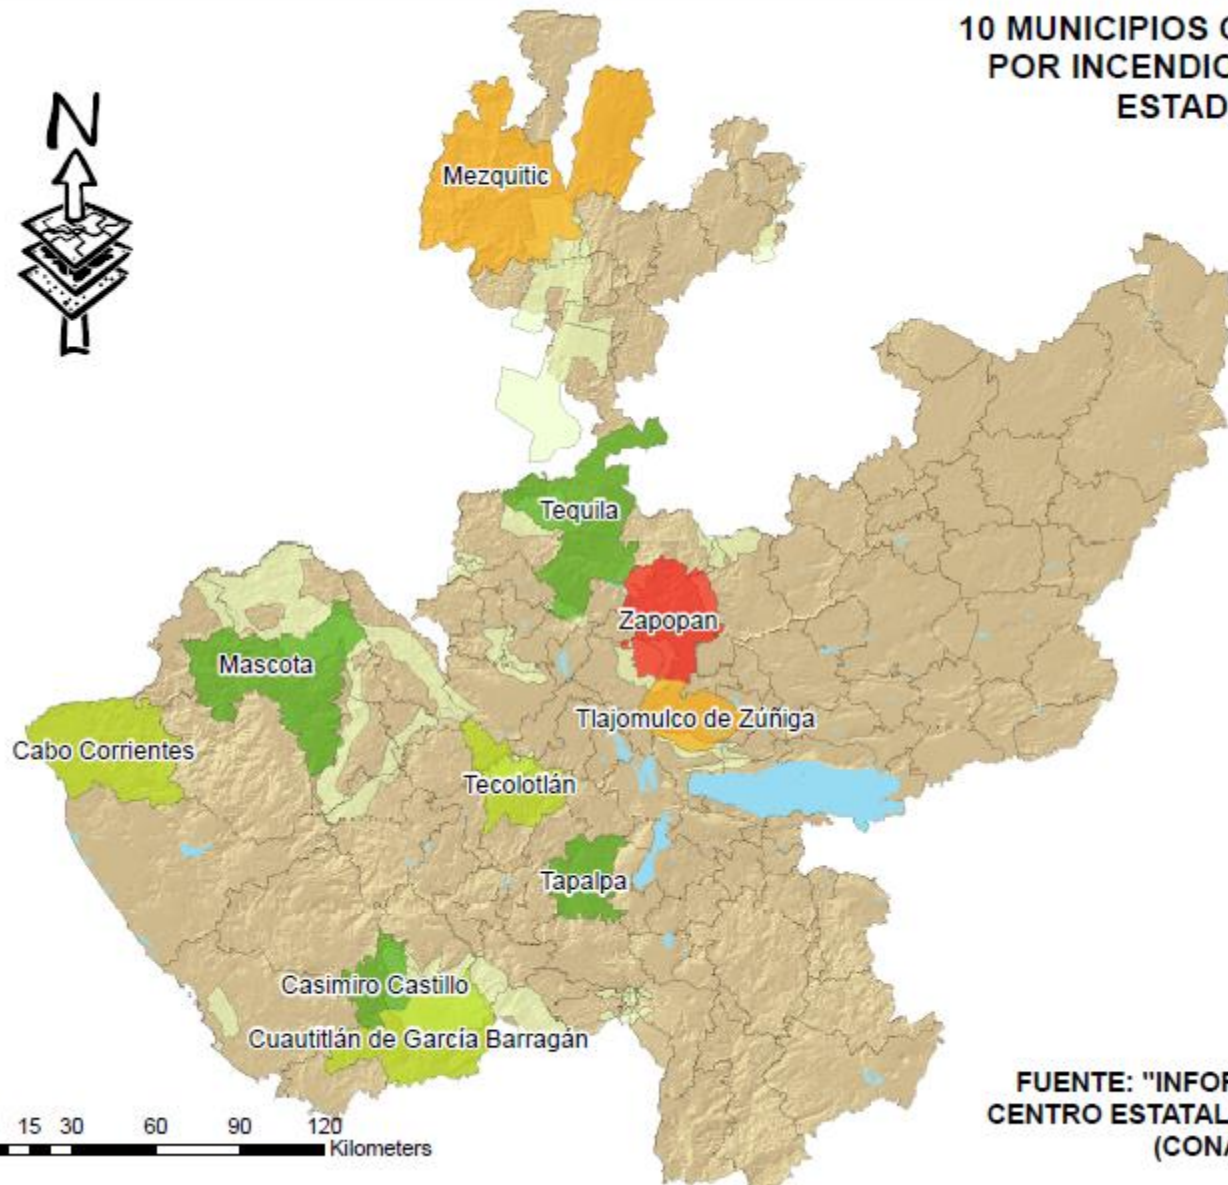 10 MUNICIPIOS
POR INCENDIO
ESTAD
N
Mezquitic
Tequila
Zapopan
Mascota
Tlajomulco de Zúñiga
Cabo Corrientes
Tecolotlán
Tapalpa
Casimiro Castillo
Cuautitlán de García Barragán
FUENTE: "INFOR
CENTRO ESTATAL
(CONA
15 30 60 90 120
Kilometers